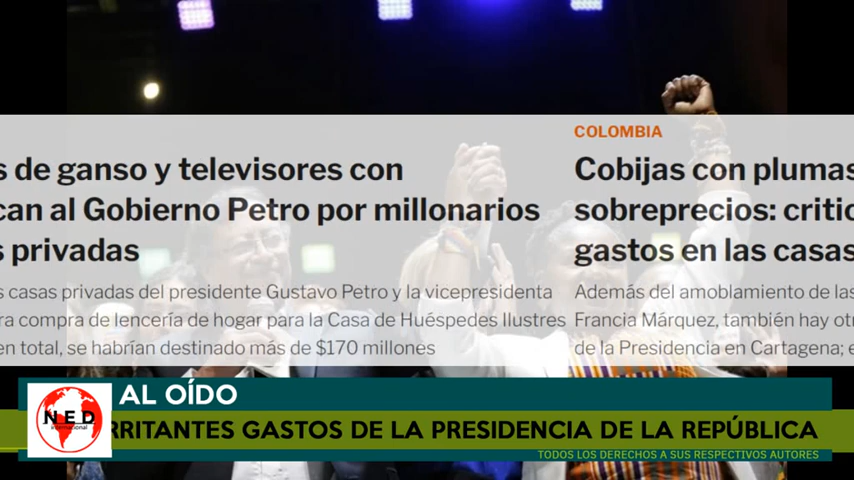 s de ganso y televisores con
can al Gobierno Petro por millonarios
s privadas
s casas privadas del presidente Gustavo Petro y la vicepresidenta
ra compra de lencería de hogar para la Casa de Huéspedes Ilustres
en total, se habrían destinado más de $170 millones
COLOMBIA
Cobijas con plumas
sobreprecios: critic
gastos en las casas
Además del amoblamiento de las
Francia Márquez, también hay otr
de la Presidencia en Cartagena; e
AL OÍDO
NED
internacional
RRITANTES GASTOS DE LA PRESIDENCIA DE LA REPÚBLICA
TODOS LOS DERECHOS A SUS RESPECTIVOS AUTORES